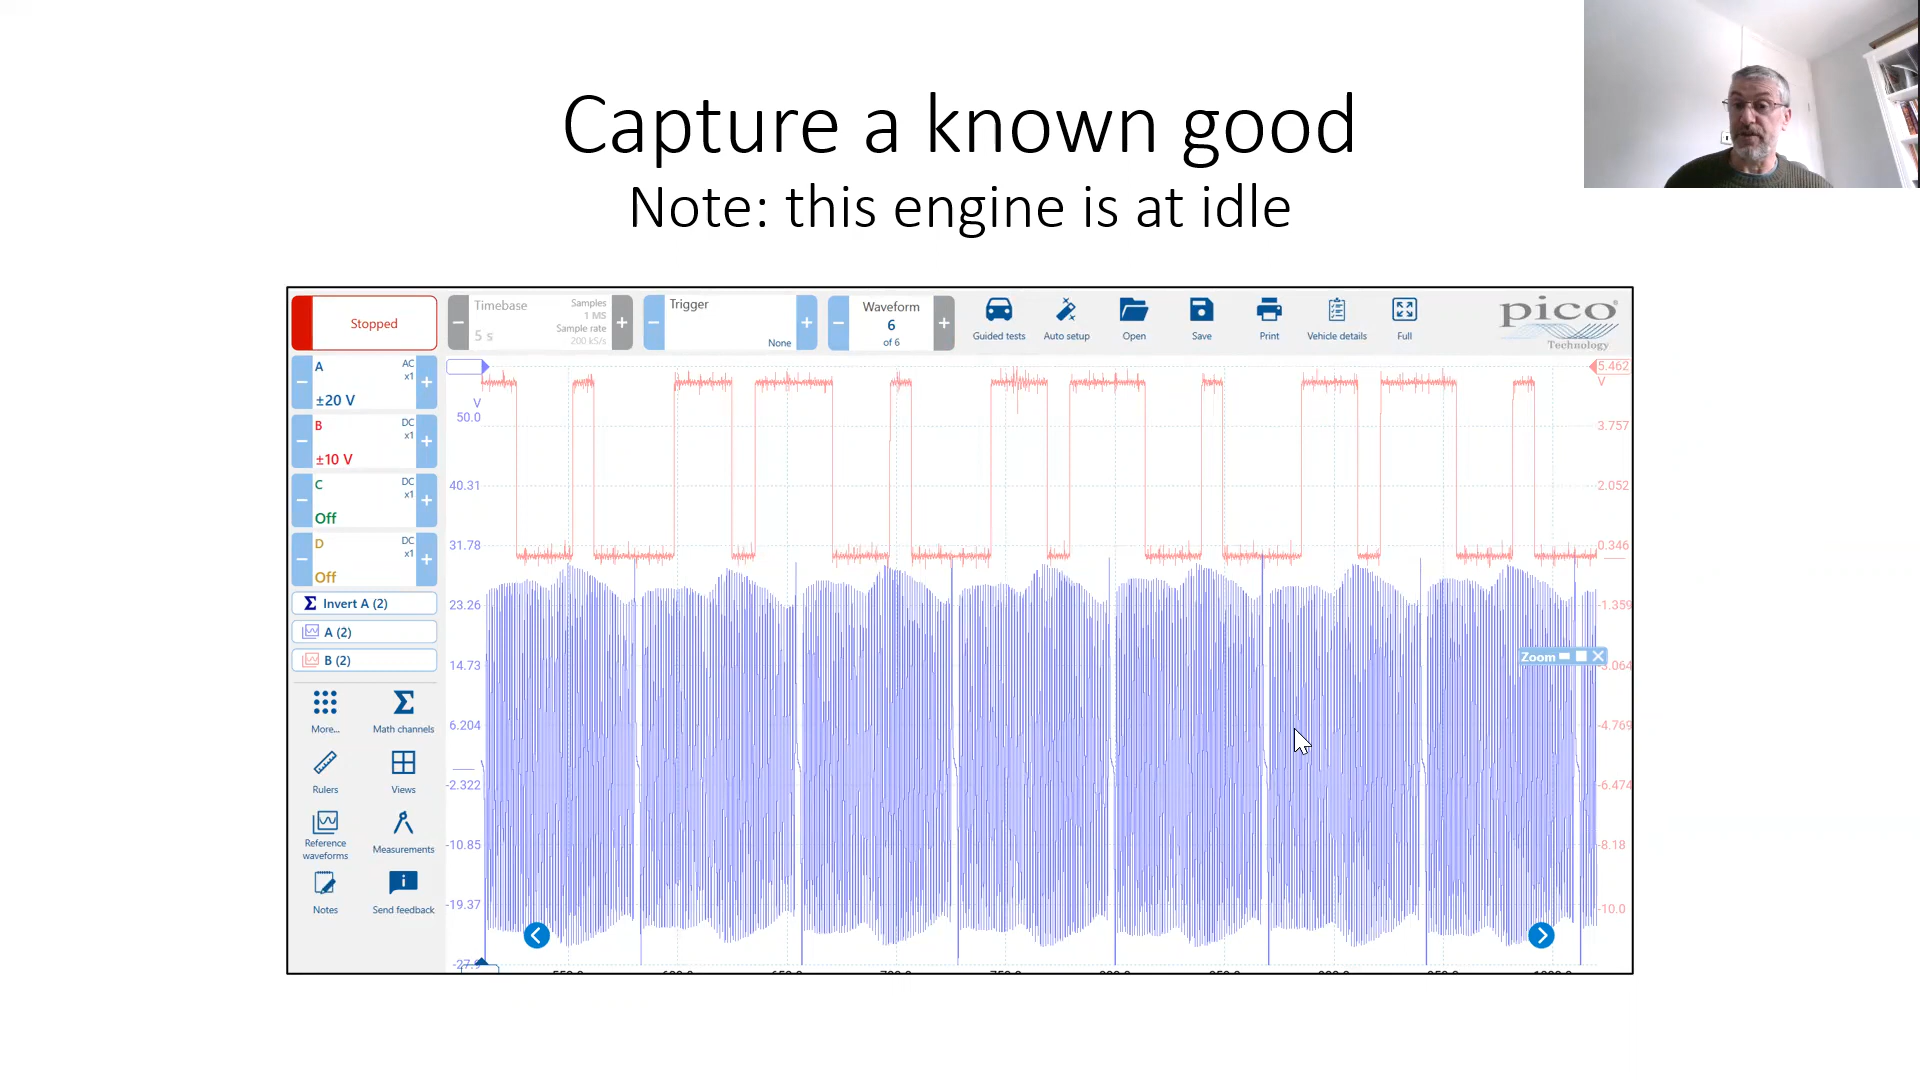 Capture a known good
Note: this engine is at idle
Stopped
Timebase
5 s
Samples
1 MS
Sample rate
200 kS/s
Trigger
None
Waveform
6
of 6
Guided tests
Auto setup
Open
Save
Print
Vehicle details
Full
pico
Technology
A
AC
x1
±20 V
B
DC
x1
±10 V
C
DC
x1
Off
D
DC
x1
Off
Σ Invert A (2)
A (2)
B (2)
More...
Math channels
Rulers
Views
Reference
waveforms
Measurements
Notes
Send feedback
V
50.0
40.31
31.78
23.26
14.73
6.204
-2.322
-10.85
-19.37
5.462
V
3.757
2.052
0.346
-1.359
Zoom
-4.769
-6.474
-8.18
-10.0